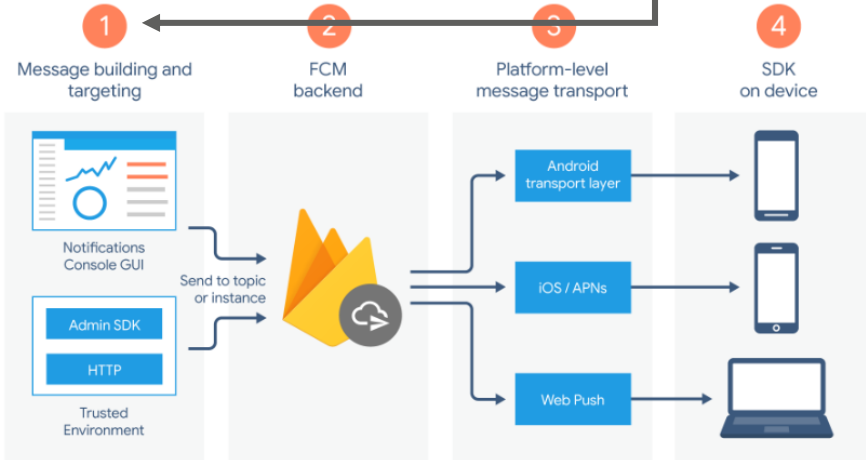 1
Message building and
targeting
2
FCM
backend
3
Platform-level
message transport
4
SDK
on device
Notifications
Console GUI
Admin SDK
HTTP
Trusted
Environment
Send to topic
or instance
Android
transport layer
iOS / APNs
Web Push